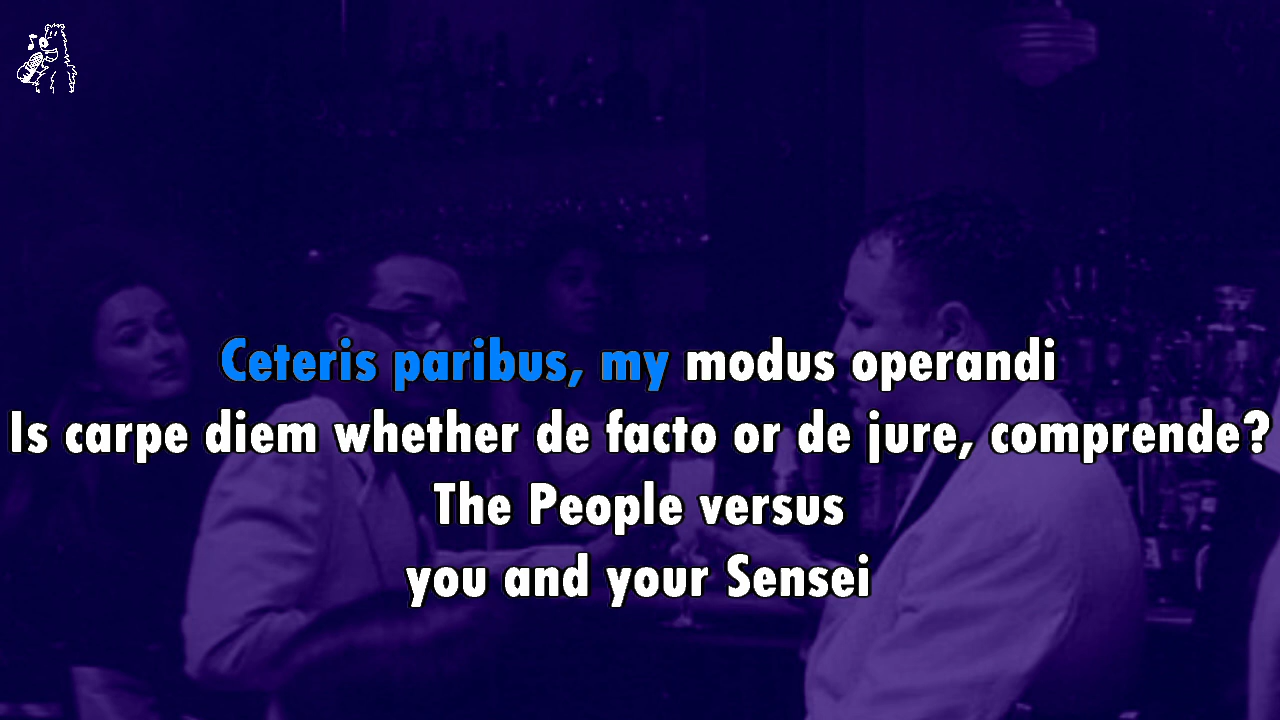 Ceteris paribus, my modus operandi
Is carpe diem whether de facto or de jure, comprende?
The People versus
you and your Sensei